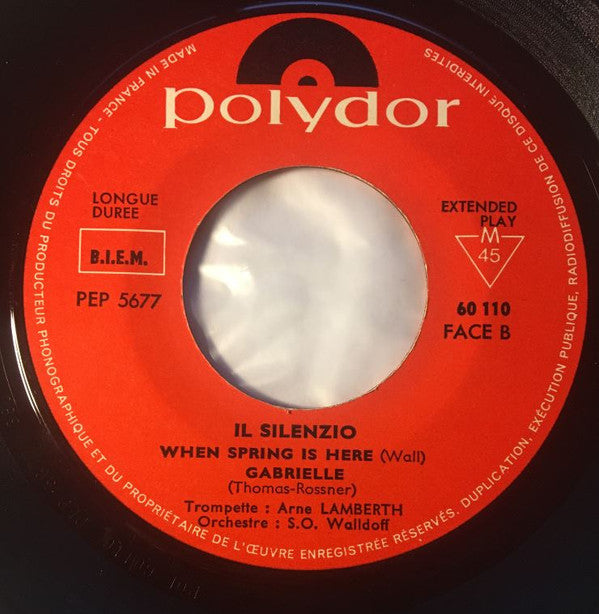 polydor
MADE IN FRANCE - TOUS DROITS DU PRODUCTEUR PHONOGRAPHIQUE ET DU PROPRIÉTAIRE DE L'ŒUVRE ENREGISTRÉE RÉSERVÉS. DUPLICATION, EXÉCUTION PUBLIQUE, RADIODIFFUSION DE CE DISQUE INTERDITES
LONGUE
DUREE
B.I.E.M.
PEP 5677
EXTENDED
PLAY
M
45
60 110
FACE B
IL SILENZIO
WHEN SPRING IS HERE (Wall)
GABRIELLE
(Thomas-Rossner)
Trompette : Arne LAMBERTH
Orchestre : S.O. Walldoff